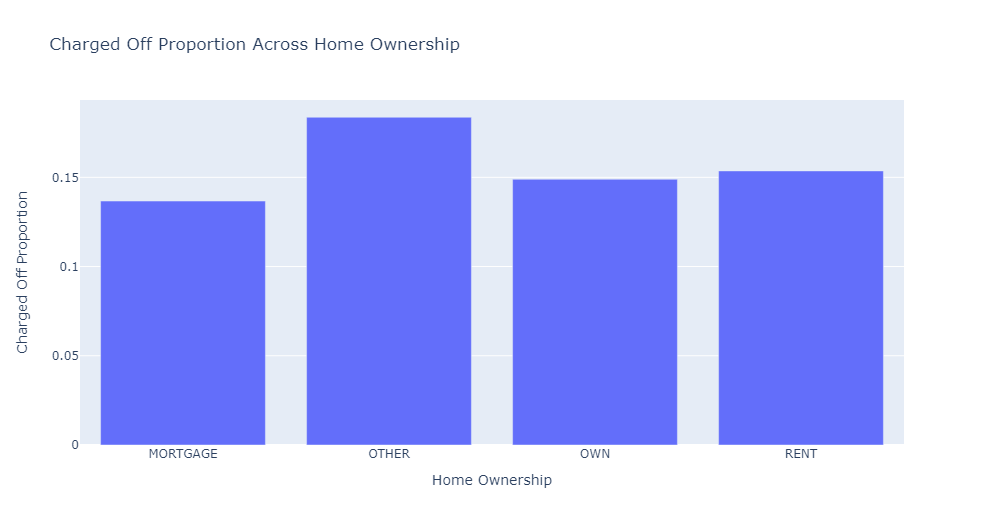 Charged Off Proportion Across Home Ownership
Charged Off Proportion
0.15
0.1
0.05
0
MORTGAGE
OTHER
OWN
RENT
Home Ownership